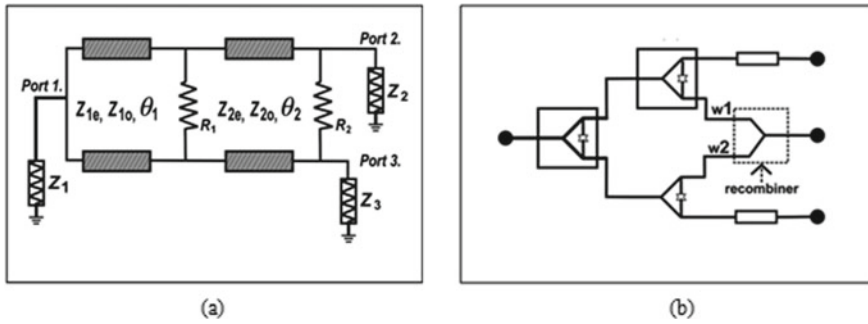 Port 1.
Port 2.
Port 3.
Z1e, Z1o, θ1
R1
Z2e, Z2o, θ2
R2
Z2
Z1
Z3
w1
w2
recombiner
(a)
(b)